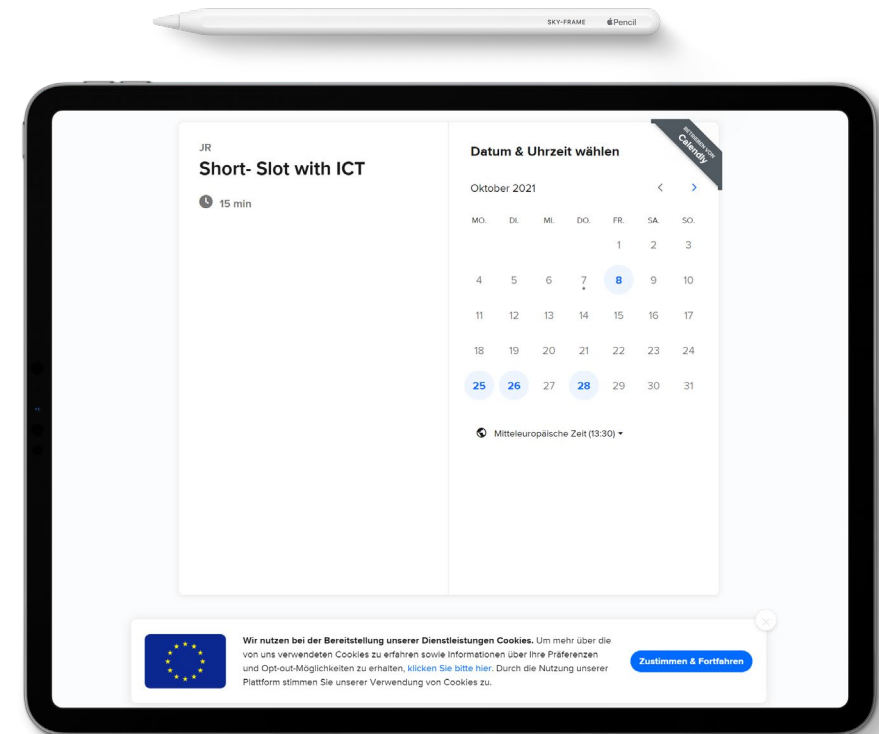 SKY-FRAME Pencil
JR
Short- Slot with ICT
15 min
Datum & Uhrzeit wählen
BETRIEBEN VON
Calendly
Oktober 2021
MO. DI. MI. DO. FR. SA. SO.
1 2 3
4 5 6 7 8 9 10
11 12 13 14 15 16 17
18 19 20 21 22 23 24
25 26 27 28 29 30 31
Mitteleuropäische Zeit (13:30)
Wir nutzen bei der Bereitstellung unserer Dienstleistungen Cookies. Um mehr über die
von uns verwendeten Cookies zu erfahren sowie Informationen über Ihre Präferenzen
und Opt-out-Möglichkeiten zu erhalten, klicken Sie bitte hier. Durch die Nutzung unserer
Plattform stimmen Sie unserer Verwendung von Cookies zu.
Zustimmen & Fortfahren